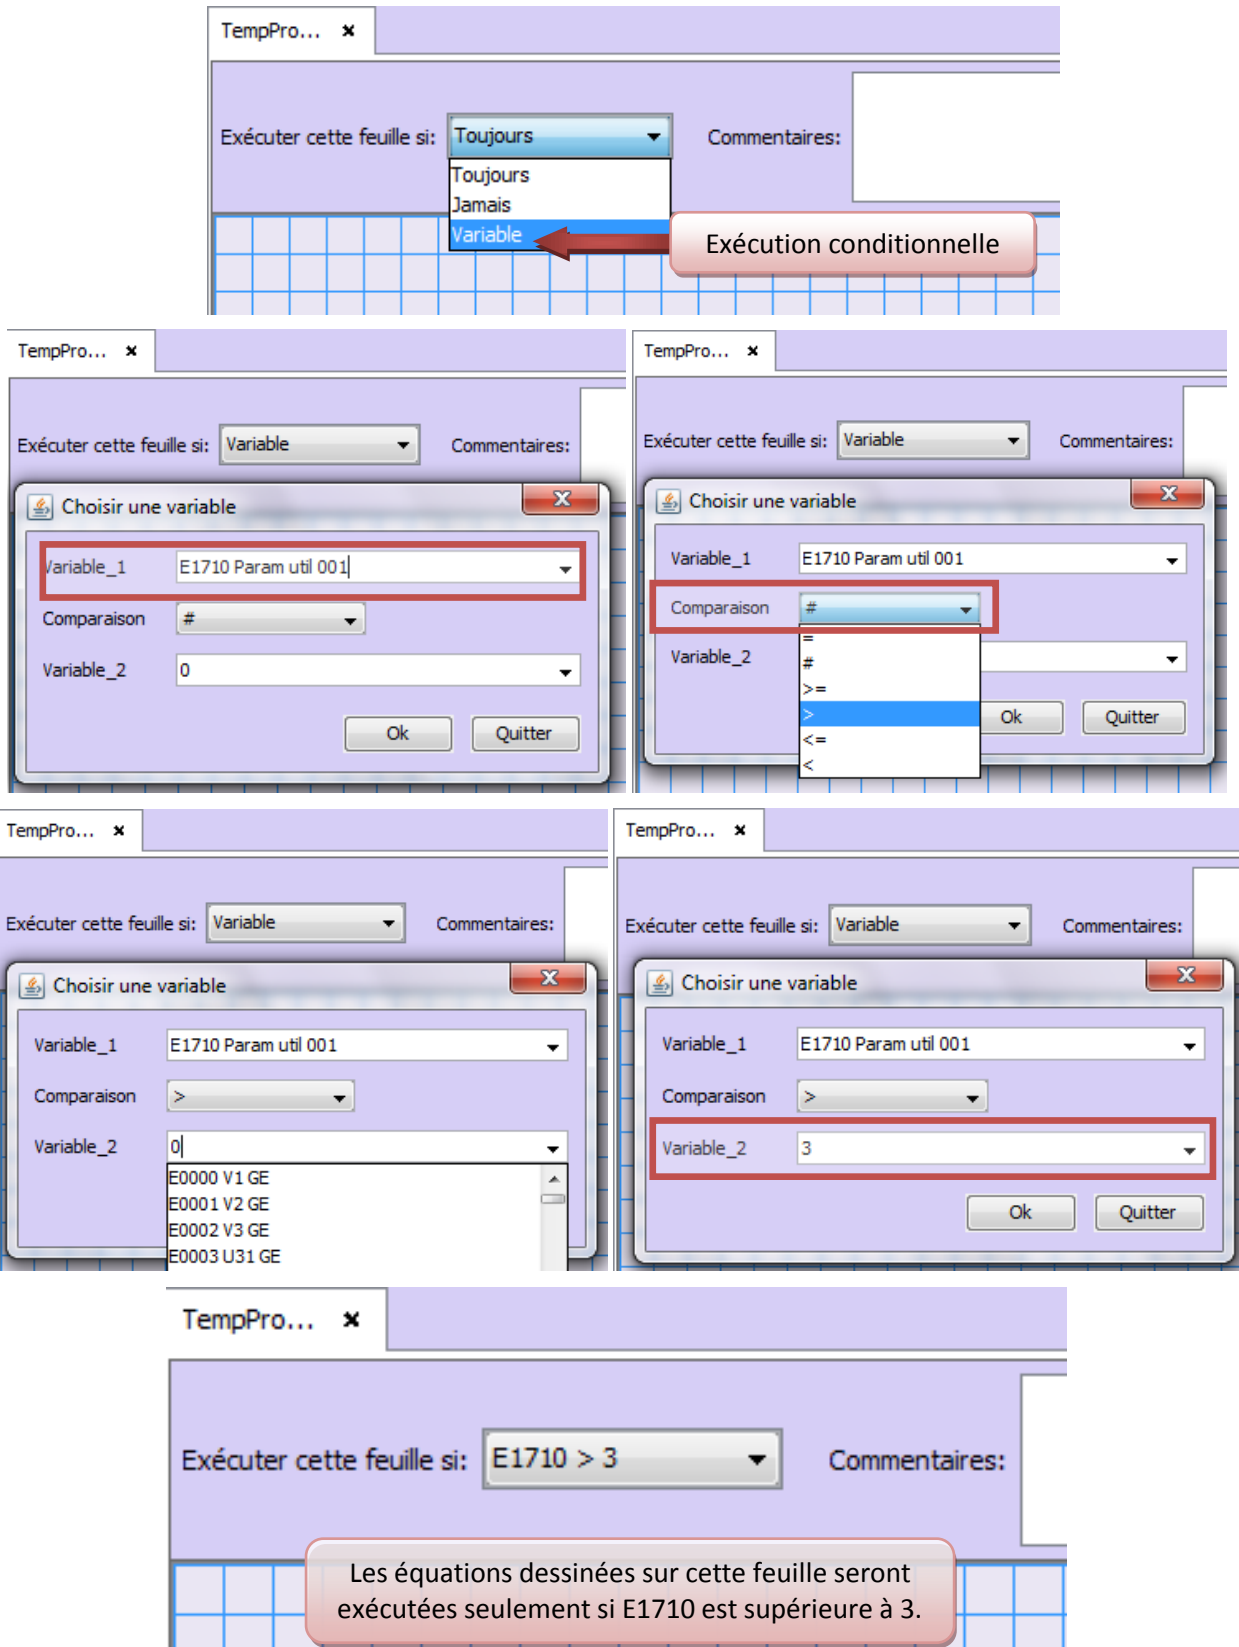 TempPro... ✖
Exécuter cette feuille si: Toujours Commentaires:
Toujours
Jamais
Variable
Exécution conditionnelle
TempPro... ✖
Exécuter cette feuille si: Variable Commentaires:
Choisir une variable
Variable_1 E1710 Param util 001
Comparaison #
Variable_2 0
Ok Quitter
TempPro... ✖
Exécuter cette feuille si: Variable Commentaires:
Choisir une variable
Variable_1 E1710 Param util 001
Comparaison #
=
Variable_2
#
>=
>
Ok Quitter
<=
<
TempPro... ✖
Exécuter cette feuille si: Variable Commentaires:
Choisir une variable
Variable_1 E1710 Param util 001
Comparaison >
Variable_2 0
E0000 V1 GE
E0001 V2 GE
E0002 V3 GE
E0003 U31 GE
TempPro... ✖
Exécuter cette feuille si: Variable Commentaires:
Choisir une variable
Variable_1 E1710 Param util 001
Comparaison >
Variable_2 3
Ok Quitter
TempPro... ✖
Exécuter cette feuille si: E1710 > 3 Commentaires:
Les équations dessinées sur cette feuille seront
exécutées seulement si E1710 est supérieure à 3.